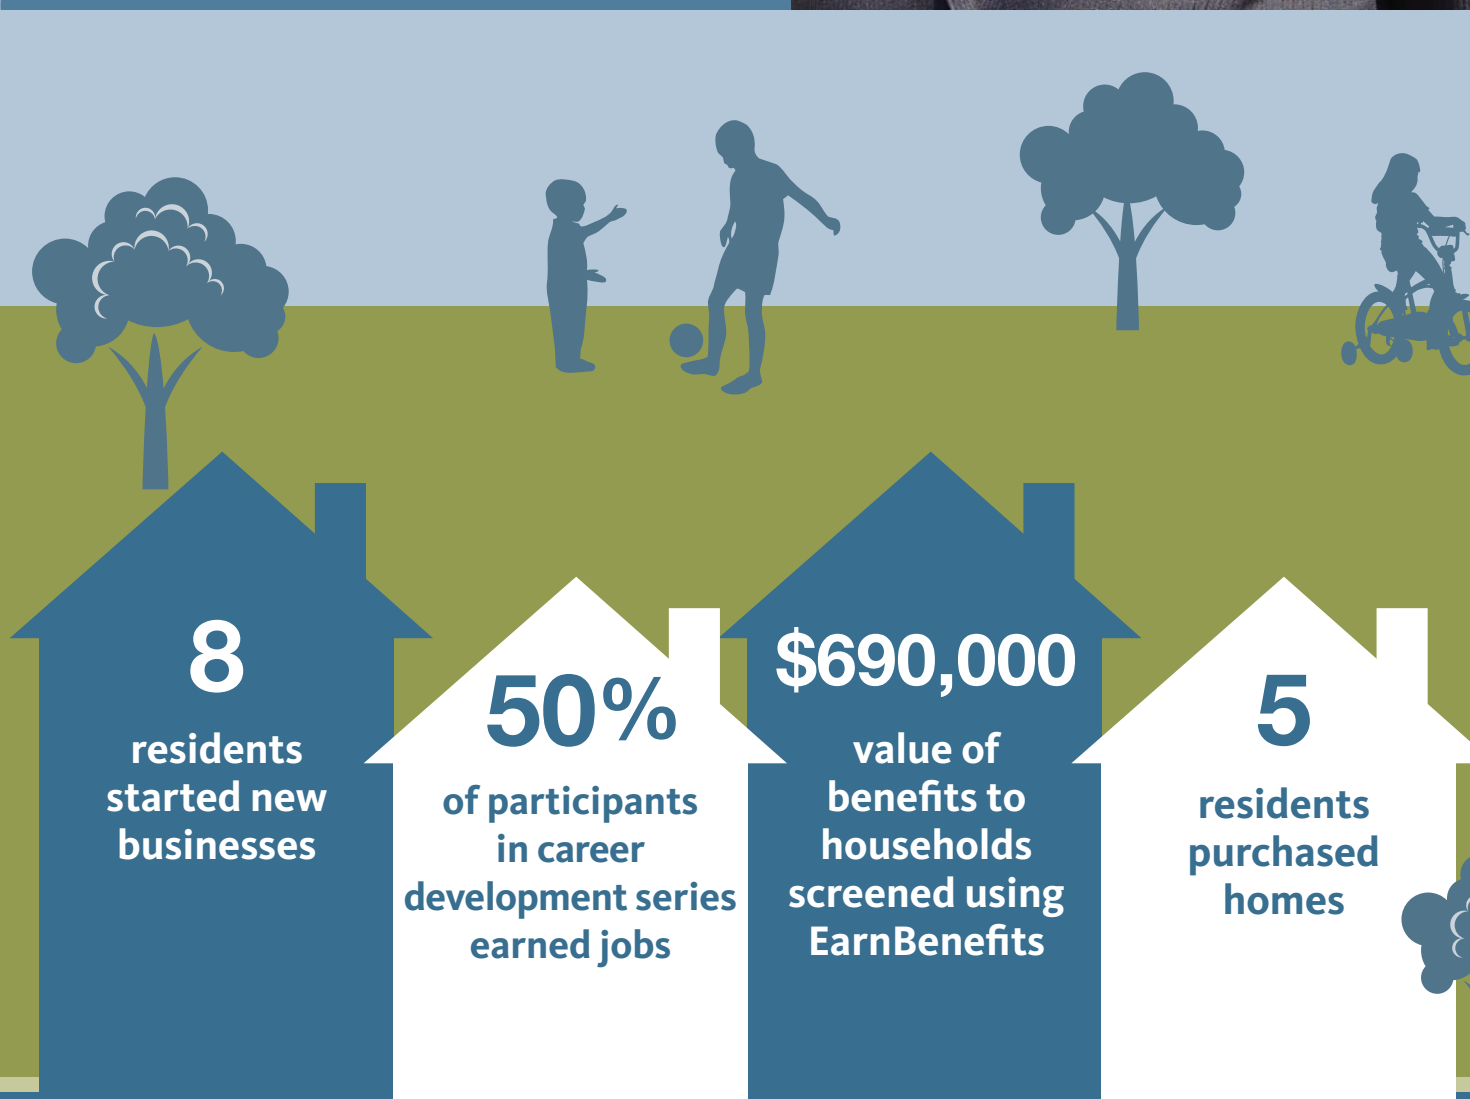 8
residents
started new
businesses
50%
of participants
in career
development series
earned jobs
$690,000
value of
benefits to
households
screened using
EarnBenefits
5
residents
purchased
homes